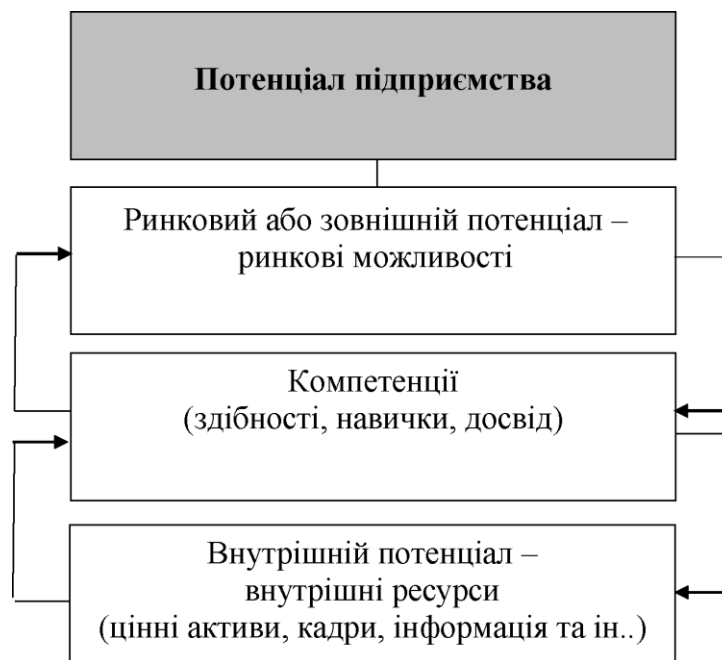 Потенціал підприємства
Ринковий або зовнішній потенціал –
ринкові можливості
Компетенції
(здібності, навички, досвід)
Внутрішній потенціал –
внутрішні ресурси
(цінні активи, кадри, інформація та ін..)